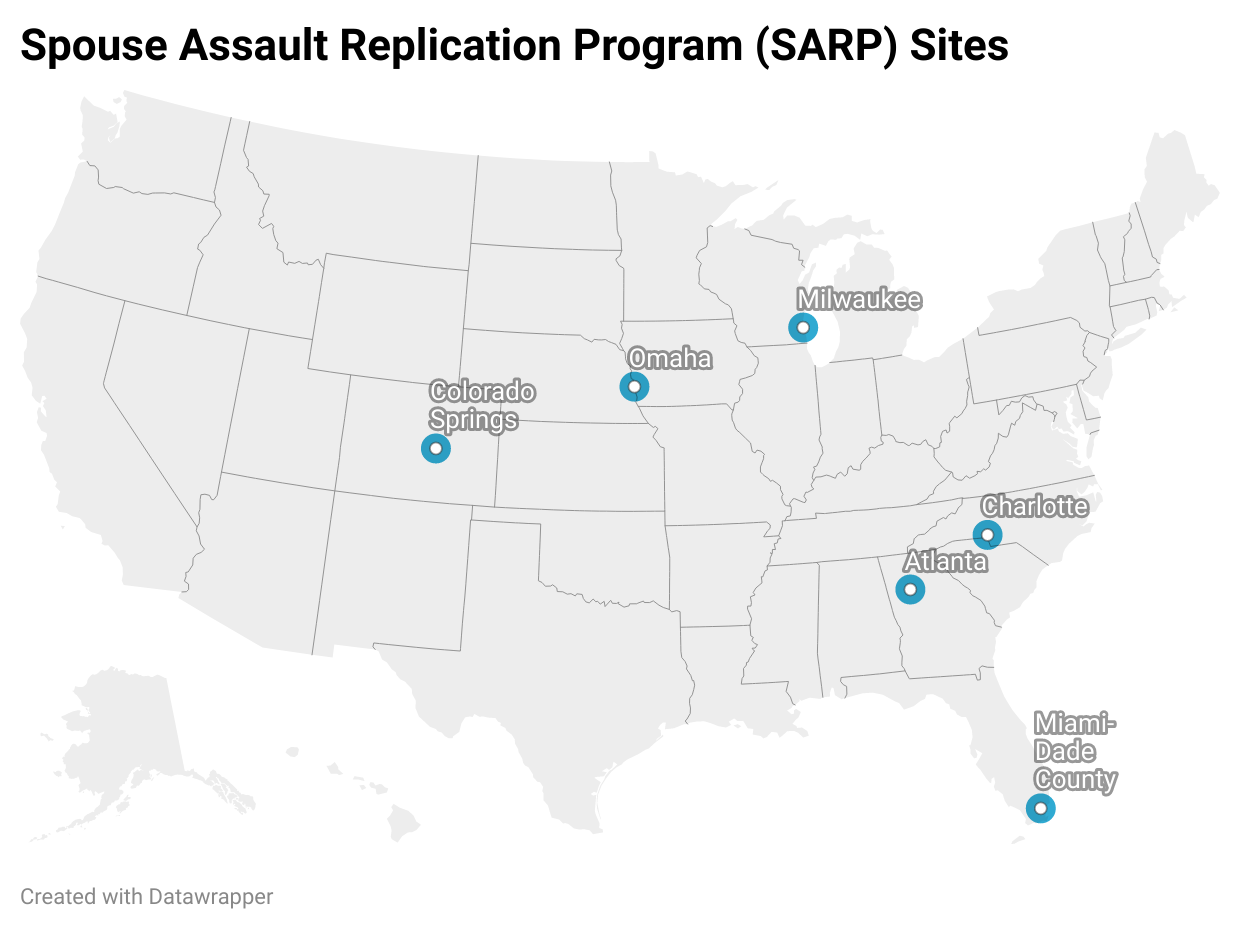 Spouse Assault Replication Program (SARP) Sites
Milwaukee
Omaha
Colorado
Springs
Charlotte
Atlanta
Miami-
Dade
County
Created with Datawrapper